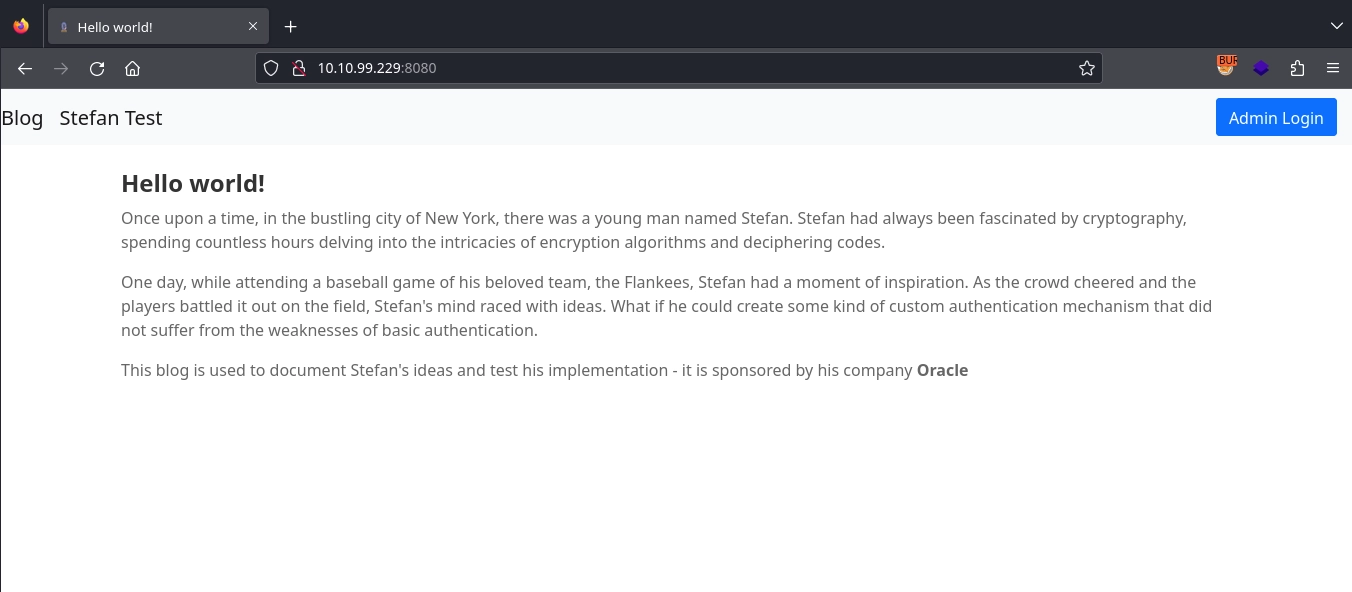 Hello world!
10.10.99.229:8080
BUR
Blog Stefan Test
Admin Login
Hello world!
Once upon a time, in the bustling city of New York, there was a young man named Stefan. Stefan had always been fascinated by cryptography,
spending countless hours delving into the intricacies of encryption algorithms and deciphering codes.
One day, while attending a baseball game of his beloved team, the Flankees, Stefan had a moment of inspiration. As the crowd cheered and the
players battled it out on the field, Stefan's mind raced with ideas. What if he could create some kind of custom authentication mechanism that did
not suffer from the weaknesses of basic authentication.
This blog is used to document Stefan's ideas and test his implementation - it is sponsored by his company Oracle